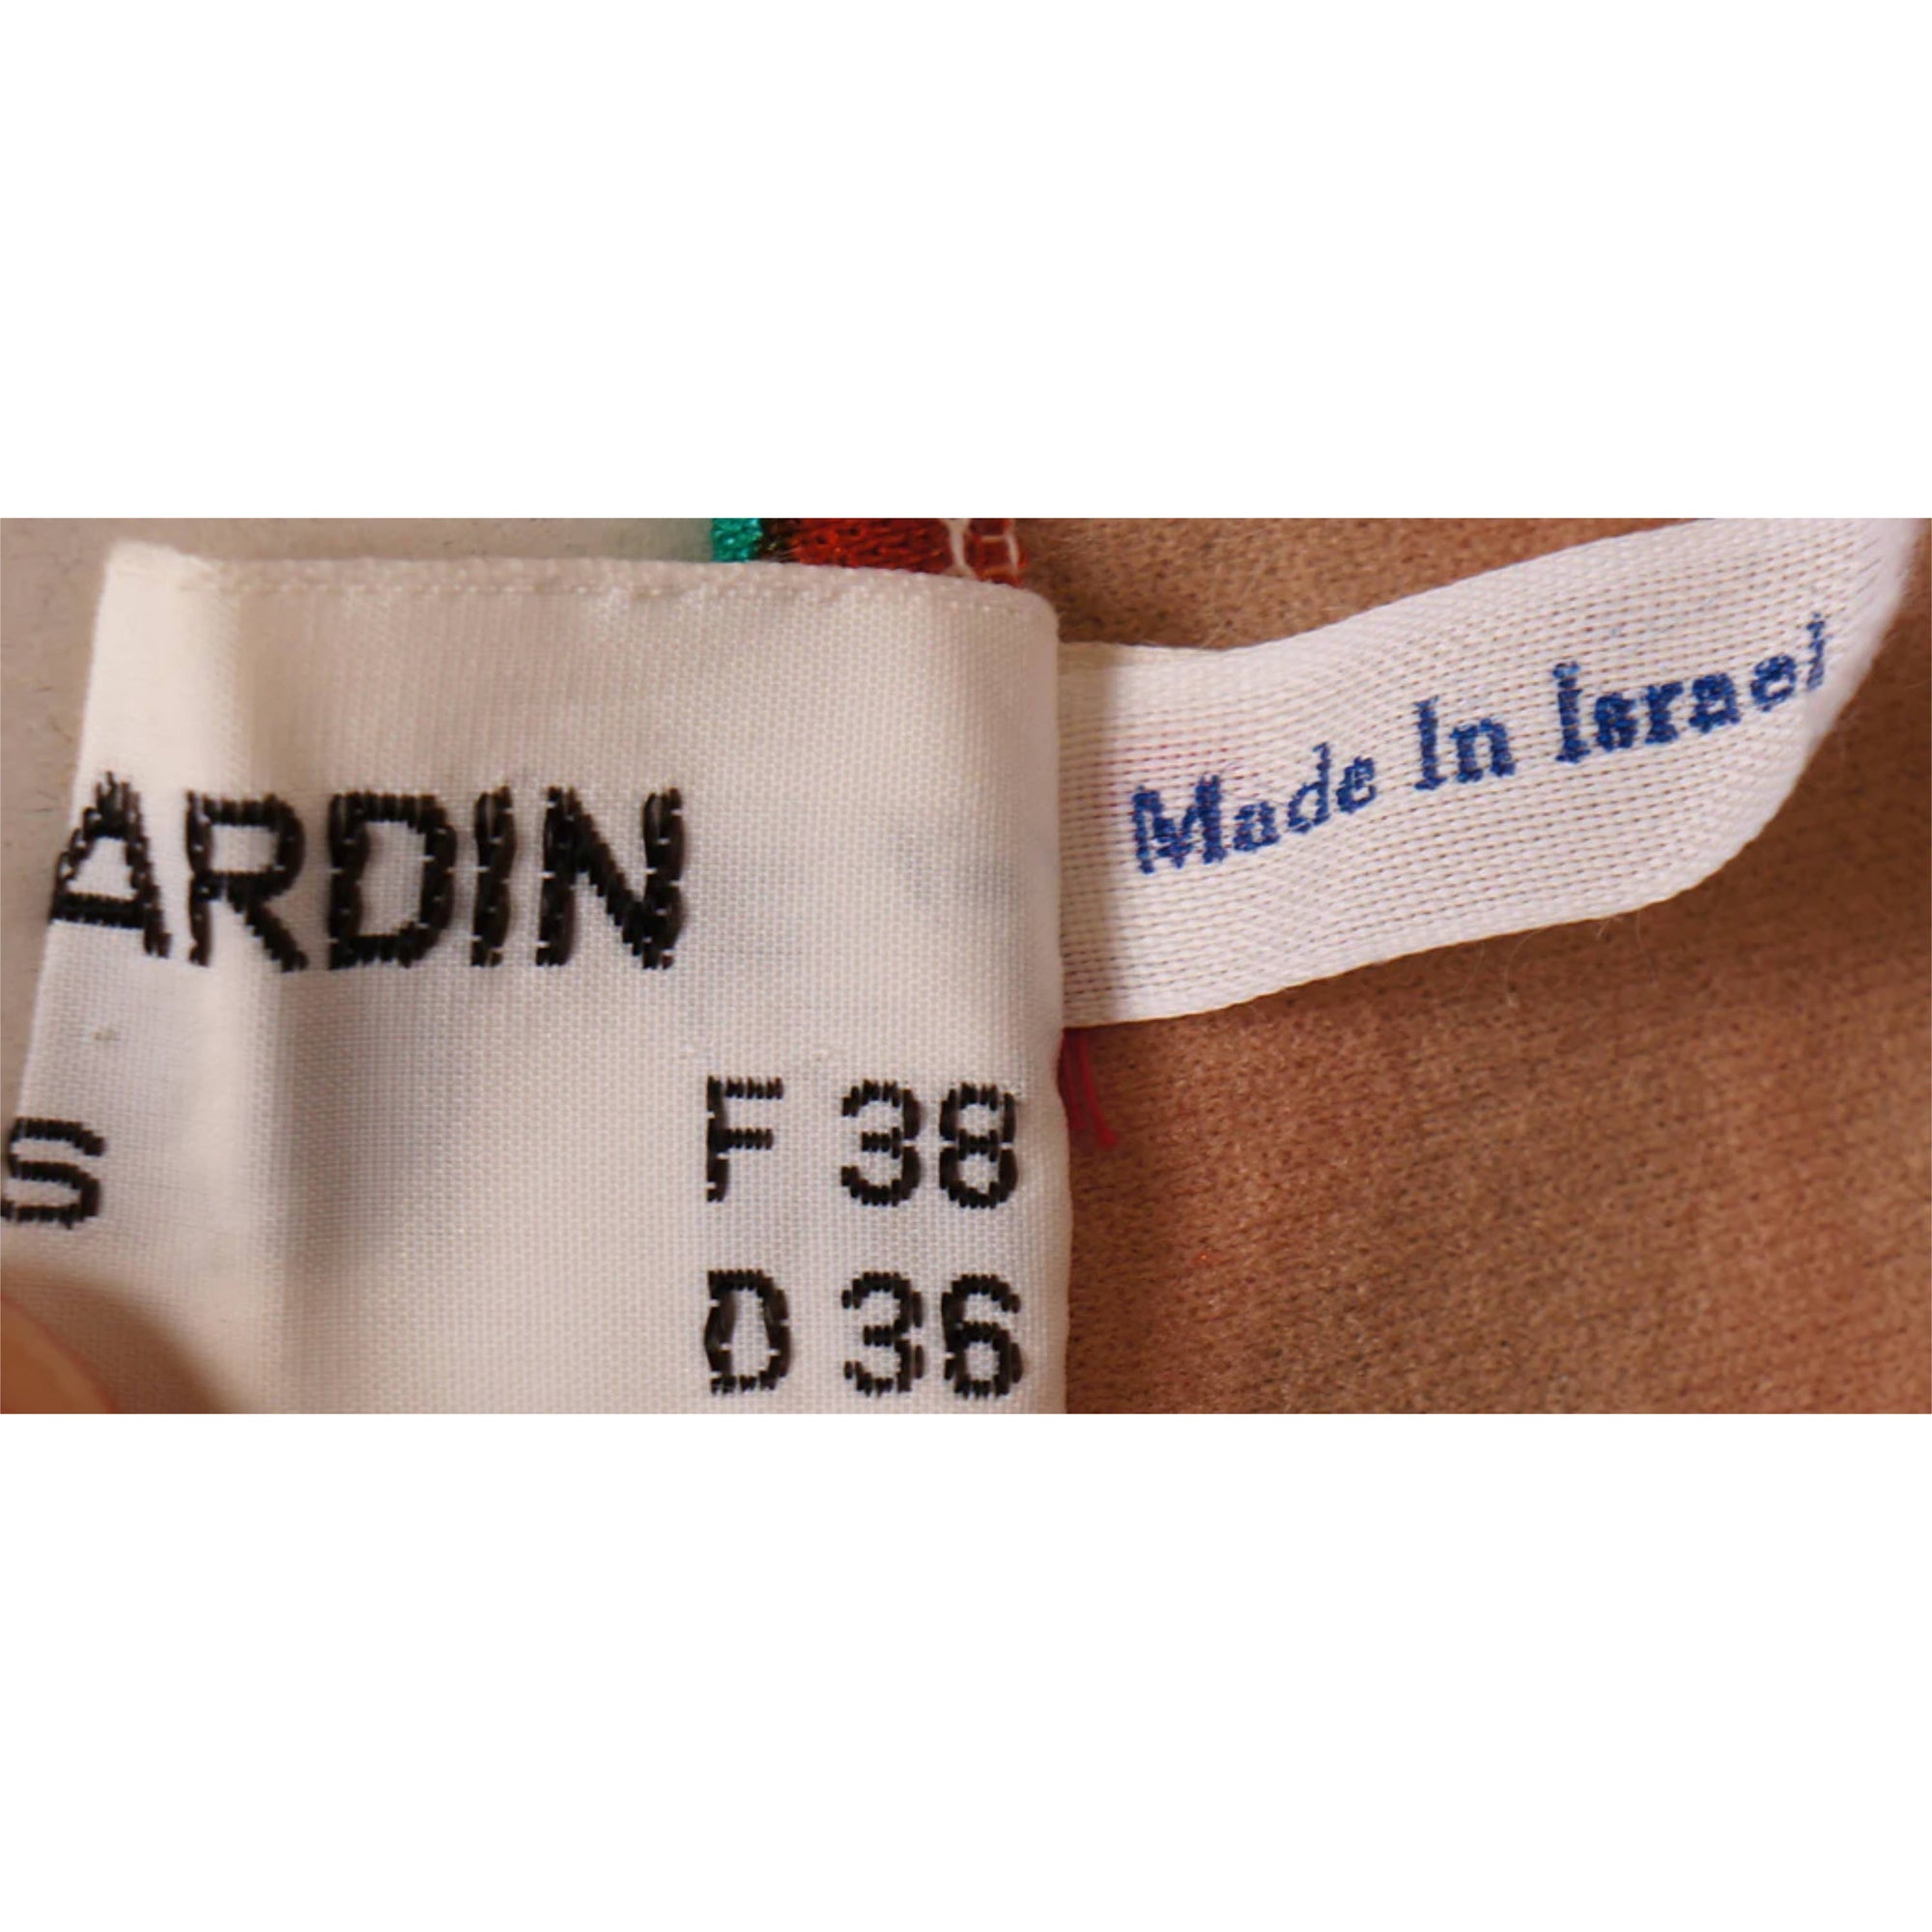 ARDIN
Made In Israel
S
F 38
D 36